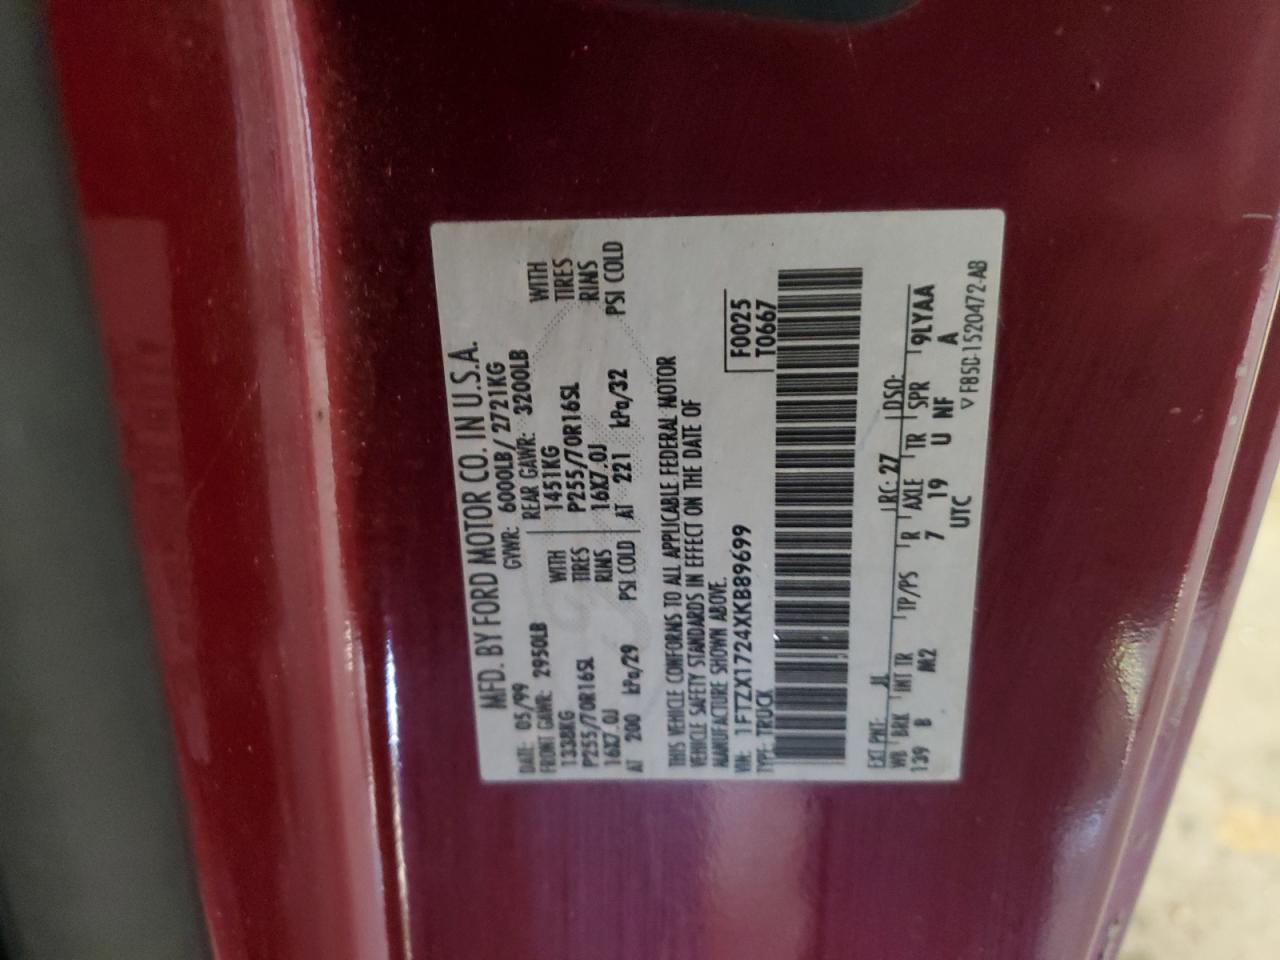 MFD. BY FORD MOTOR CO. IN U.S.A.
DATE: 05/99 GVWR: 6000LB/2721KG
FRONT GAWR: 2950LB REAR GAWR: 3200LB
1338KG WITH 1451KG WITH
P255/70R16SL TIRES P255/70R16SL TIRES
16X7.0J RIMS 16X7.0J RIMS
AT 200 kPa/29 PSI COLD AT 221 kPa/32 PSI COLD
THIS VEHICLE CONFORMS TO ALL APPLICABLE FEDERAL MOTOR
VEHICLE SAFETY STANDARDS IN EFFECT ON THE DATE OF
MANUFACTURE SHOWN ABOVE.
VIN: 1FTZX1724XKB89699 F0025
TYPE: TRUCK T0667
EXT PNT: JL RC: 27 DSO:
WB BRK INT TR TP/PS R AXLE TR SPR 9LYAA
139 B M2 7 19 U NF A
UTC ▽ F85D-1520472-AB